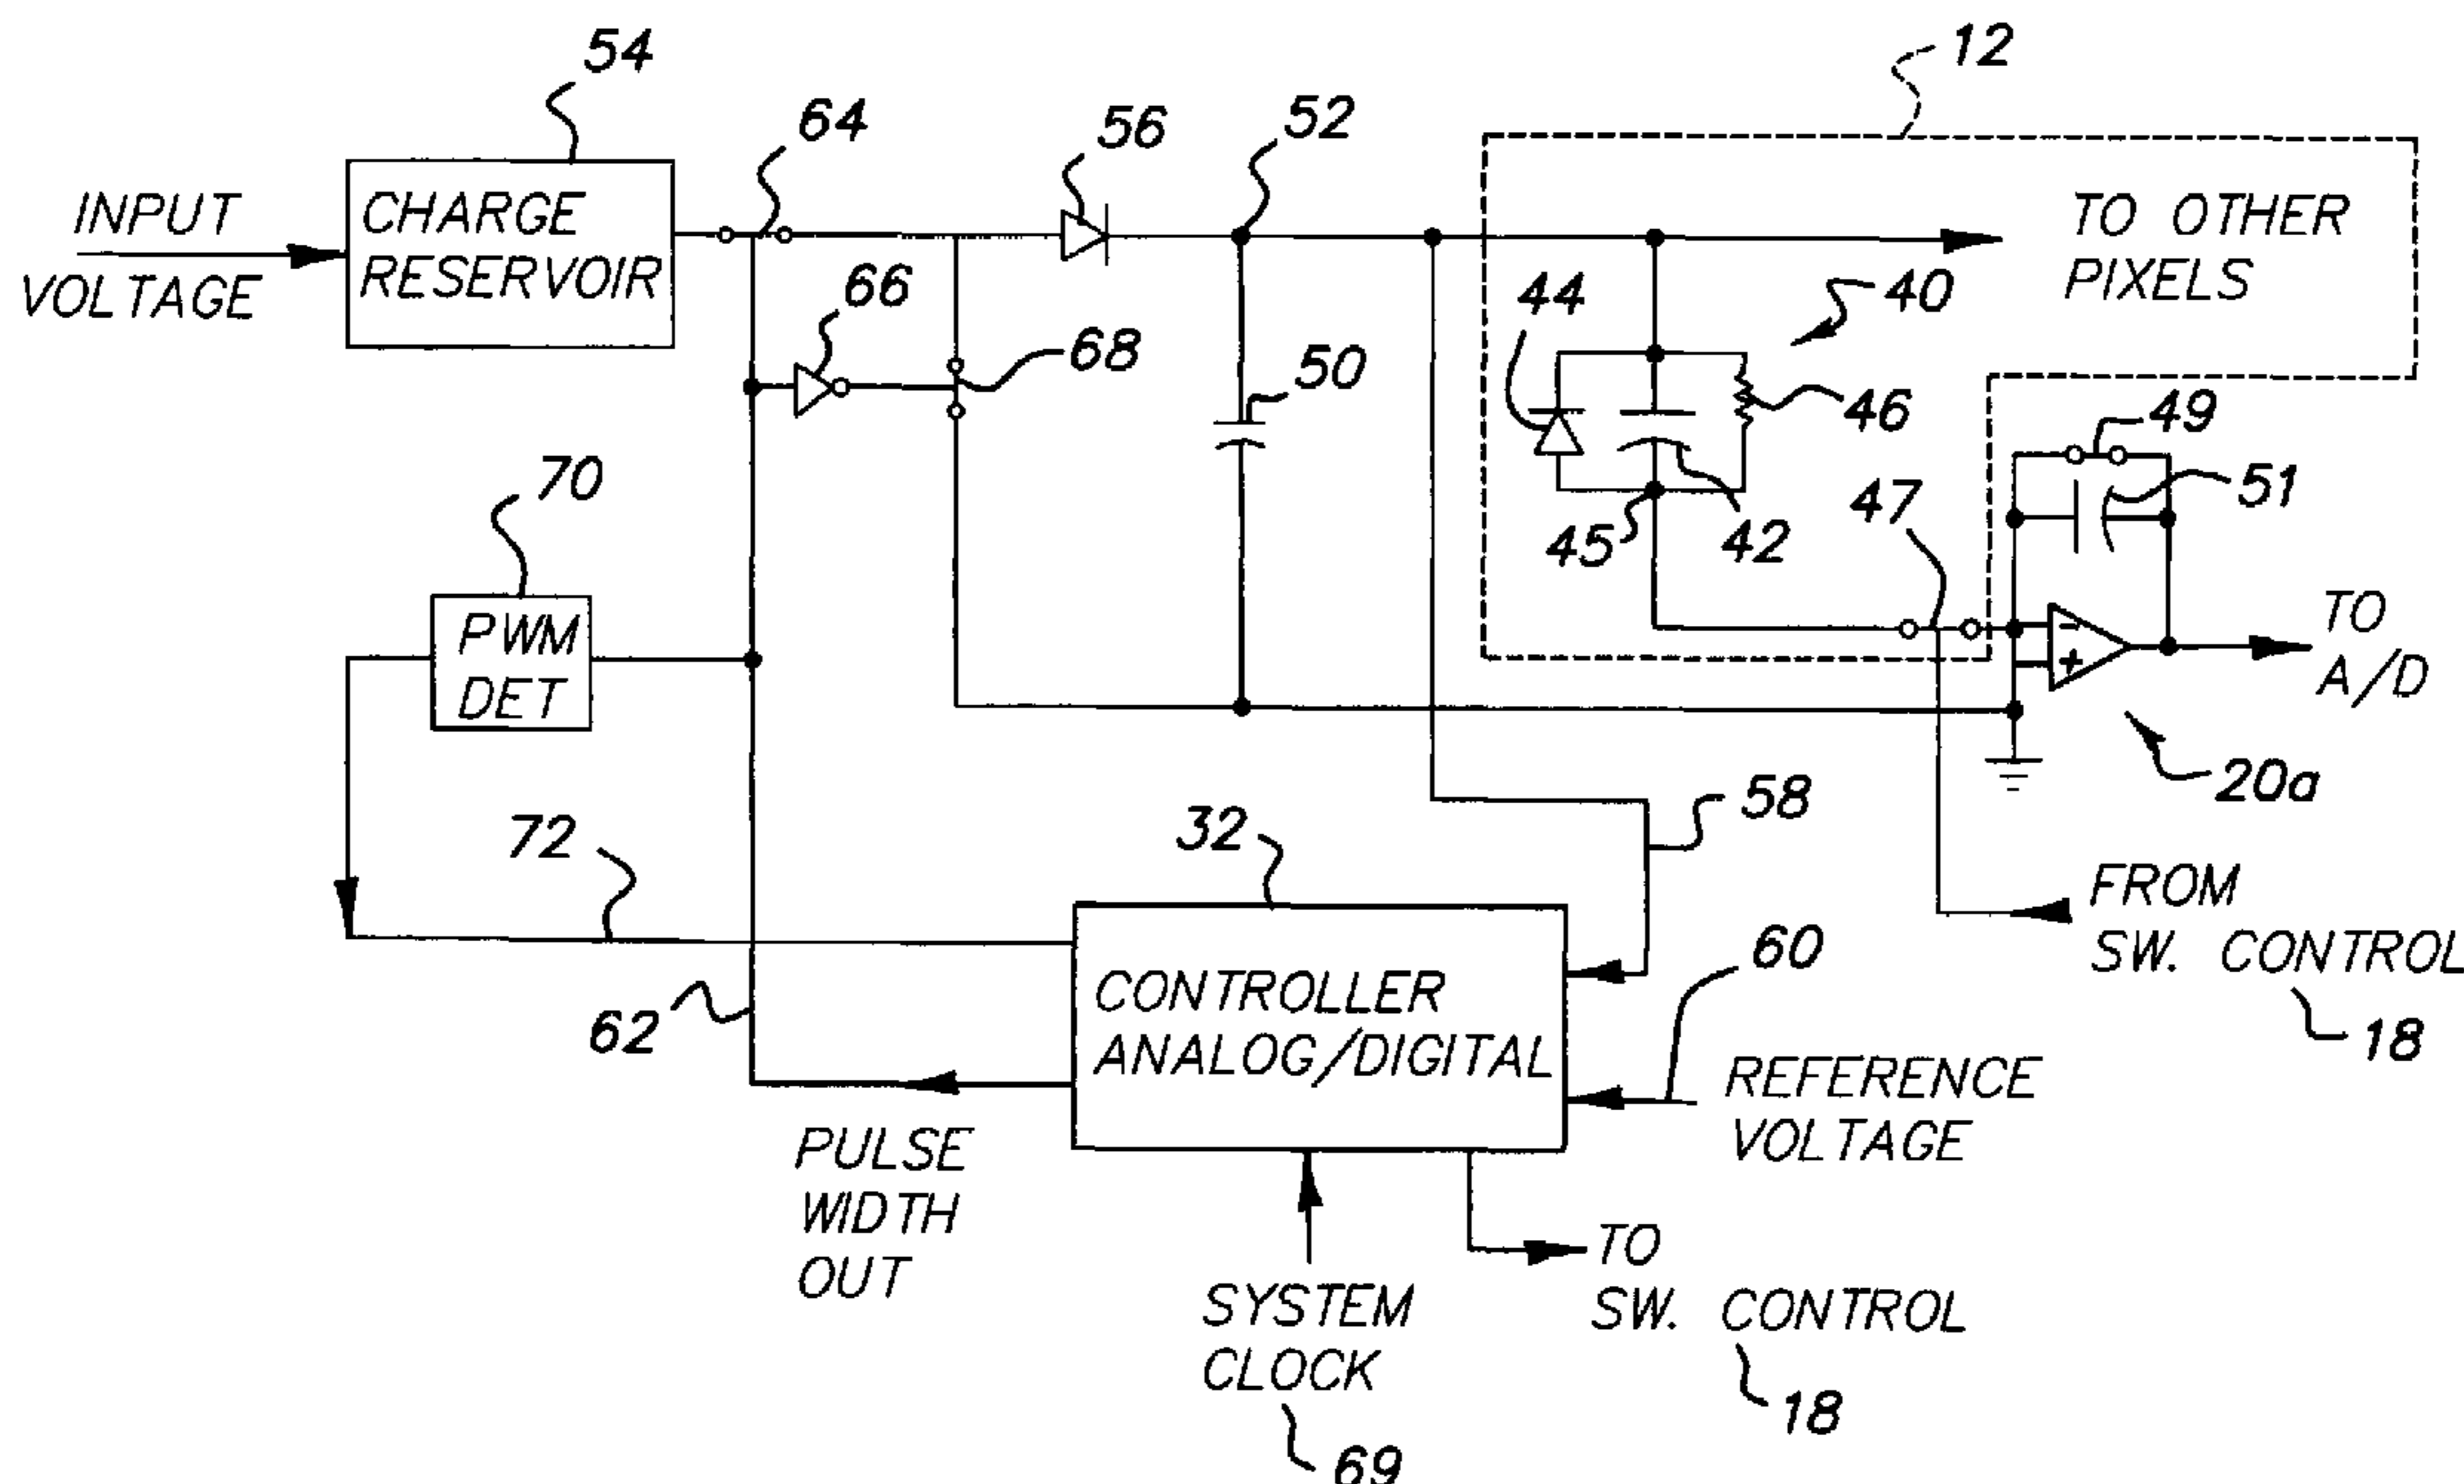 12
54
64
56
52
INPUT
VOLTAGE
CHARGE
RESERVOIR
TO OTHER
PIXELS
66
68
44
40
50
46
49
51
70
47
45
42
PWM
DET
TO
A/D
20a
58
72
32
FROM
SW. CONTROL
18
60
62
CONTROLLER
ANALOG/DIGITAL
REFERENCE
VOLTAGE
PULSE
WIDTH
OUT
TO
SW. CONTROL
18
SYSTEM
CLOCK
69
-
+